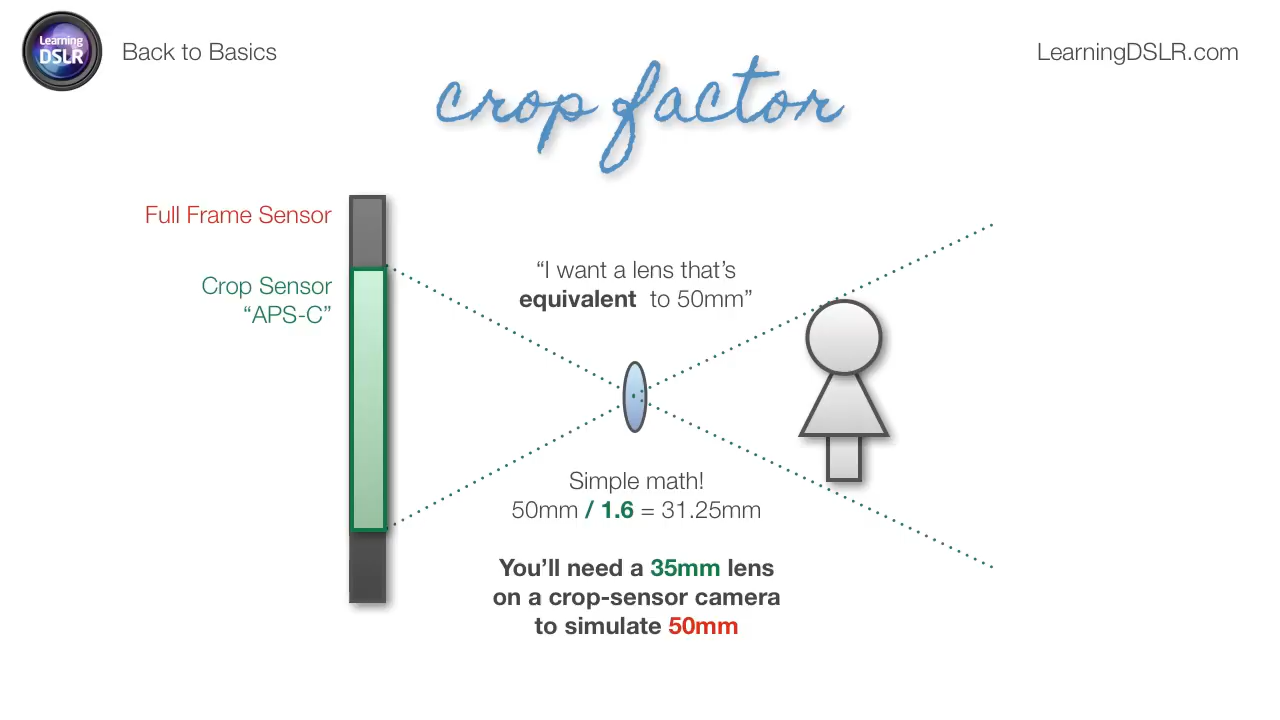 Learning
DSLR
Back to Basics
LearningDSLR.com
crop factor
Full Frame Sensor
Crop Sensor
“APS-C”
“I want a lens that’s
equivalent to 50mm”
Simple math!
50mm / 1.6 = 31.25mm
You’ll need a 35mm lens
on a crop-sensor camera
to simulate 50mm